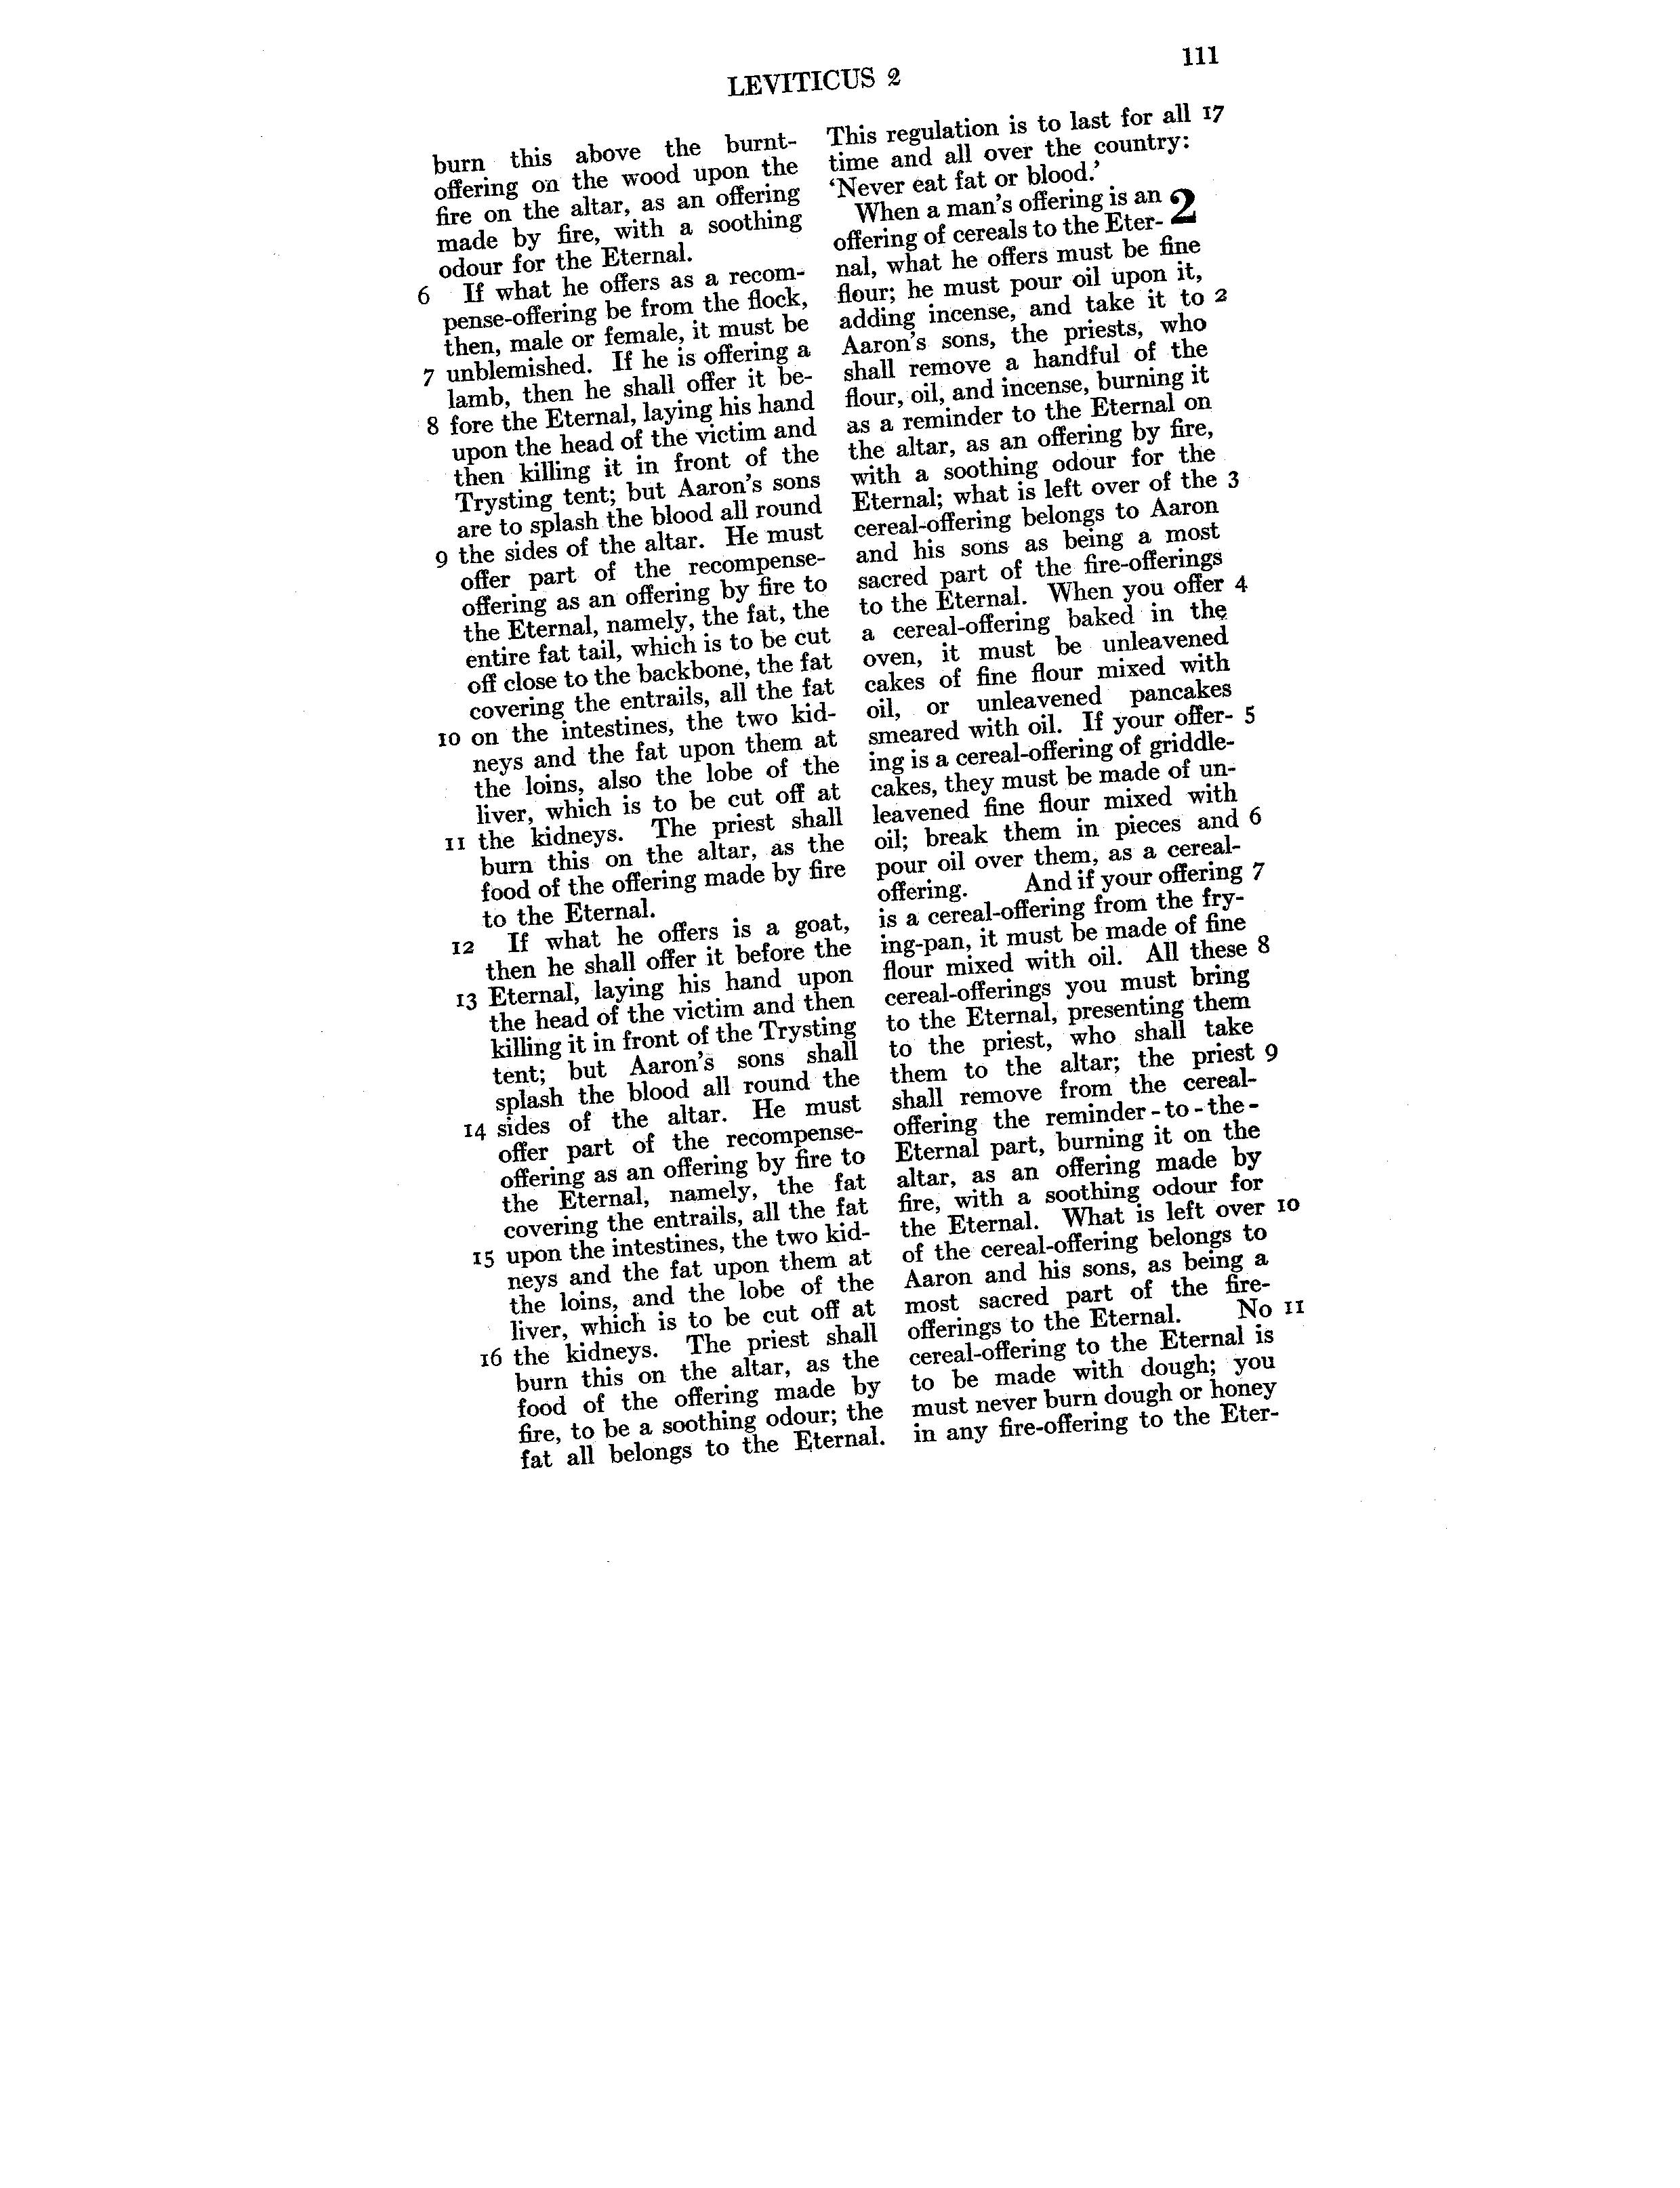 LEVITICUS 2
111
burn this above the burnt-
offering on the wood upon the
fire on the altar, as an offering
made by fire, with a soothing
odour for the Eternal.
6 If what he offers as a recom-
pense-offering be from the flock,
then, male or female, it must be
7 unblemished. If he is offering a
lamb, then he shall offer it be-
8 fore the Eternal, laying his hand
upon the head of the victim and
then killing it in front of the
Trysting tent; but Aaron's sons
are to splash the blood all round
9 the sides of the altar. He must
offer part of the recompense-
offering as an offering by fire to
the Eternal, namely, the fat, the
entire fat tail, which is to be cut
off close to the backbone, the fat
covering the entrails, all the fat
10 on the intestines, the two kid-
neys and the fat upon them at
the loins, also the lobe of the
liver, which is to be cut off at
11 the kidneys. The priest shall
burn this on the altar, as the
food of the offering made by fire
to the Eternal.
12 If what he offers is a goat,
then he shall offer it before the
13 Eternal, laying his hand upon
the head of the victim and then
killing it in front of the Trysting
tent; but Aaron's sons shall
splash the blood all round the
14 sides of the altar. He must
offer part of the recompense-
offering as an offering by fire to
the Eternal, namely, the fat
covering the entrails, all the fat
15 upon the intestines, the two kid-
neys and the fat upon them at
the loins, and the lobe of the
liver, which is to be cut off at
16 the kidneys. The priest shall
burn this on the altar, as the
food of the offering made by
fire, to be a soothing odour; the
fat all belongs to the Eternal.
This regulation is to last for all 17
time and all over the country:
'Never eat fat or blood.'
When a man's offering is an 2
offering of cereals to the Eter-
nal, what he offers must be fine
flour; he must pour oil upon it,
adding incense, and take it to 2
Aaron's sons, the priests, who
shall remove a handful of the
flour, oil, and incense, burning it
as a reminder to the Eternal on
the altar, as an offering by fire,
with a soothing odour for the
Eternal; what is left over of the 3
cereal-offering belongs to Aaron
and his sons as being a most
sacred part of the fire-offerings
to the Eternal. When you offer 4
a cereal-offering baked in the
oven, it must be unleavened
cakes of fine flour mixed with
oil, or unleavened pancakes
smeared with oil. If your offer- 5
ing is a cereal-offering of griddle-
cakes, they must be made of un-
leavened fine flour mixed with
oil; break them in pieces and 6
pour oil over them, as a cereal-
offering. And if your offering 7
is a cereal-offering from the fry-
ing-pan, it must be made of fine
flour mixed with oil. All these 8
cereal-offerings you must bring
to the Eternal, presenting them
to the priest, who shall take
them to the altar; the priest 9
shall remove from the cereal-
offering the reminder-to-the-
Eternal part, burning it on the
altar, as an offering made by
fire, with a soothing odour for
the Eternal. What is left over 10
of the cereal-offering belongs to
Aaron and his sons, as being a
most sacred part of the fire-
offerings to the Eternal. No 11
cereal-offering to the Eternal is
to be made with dough; you
must never burn dough or honey
in any fire-offering to the Eter-